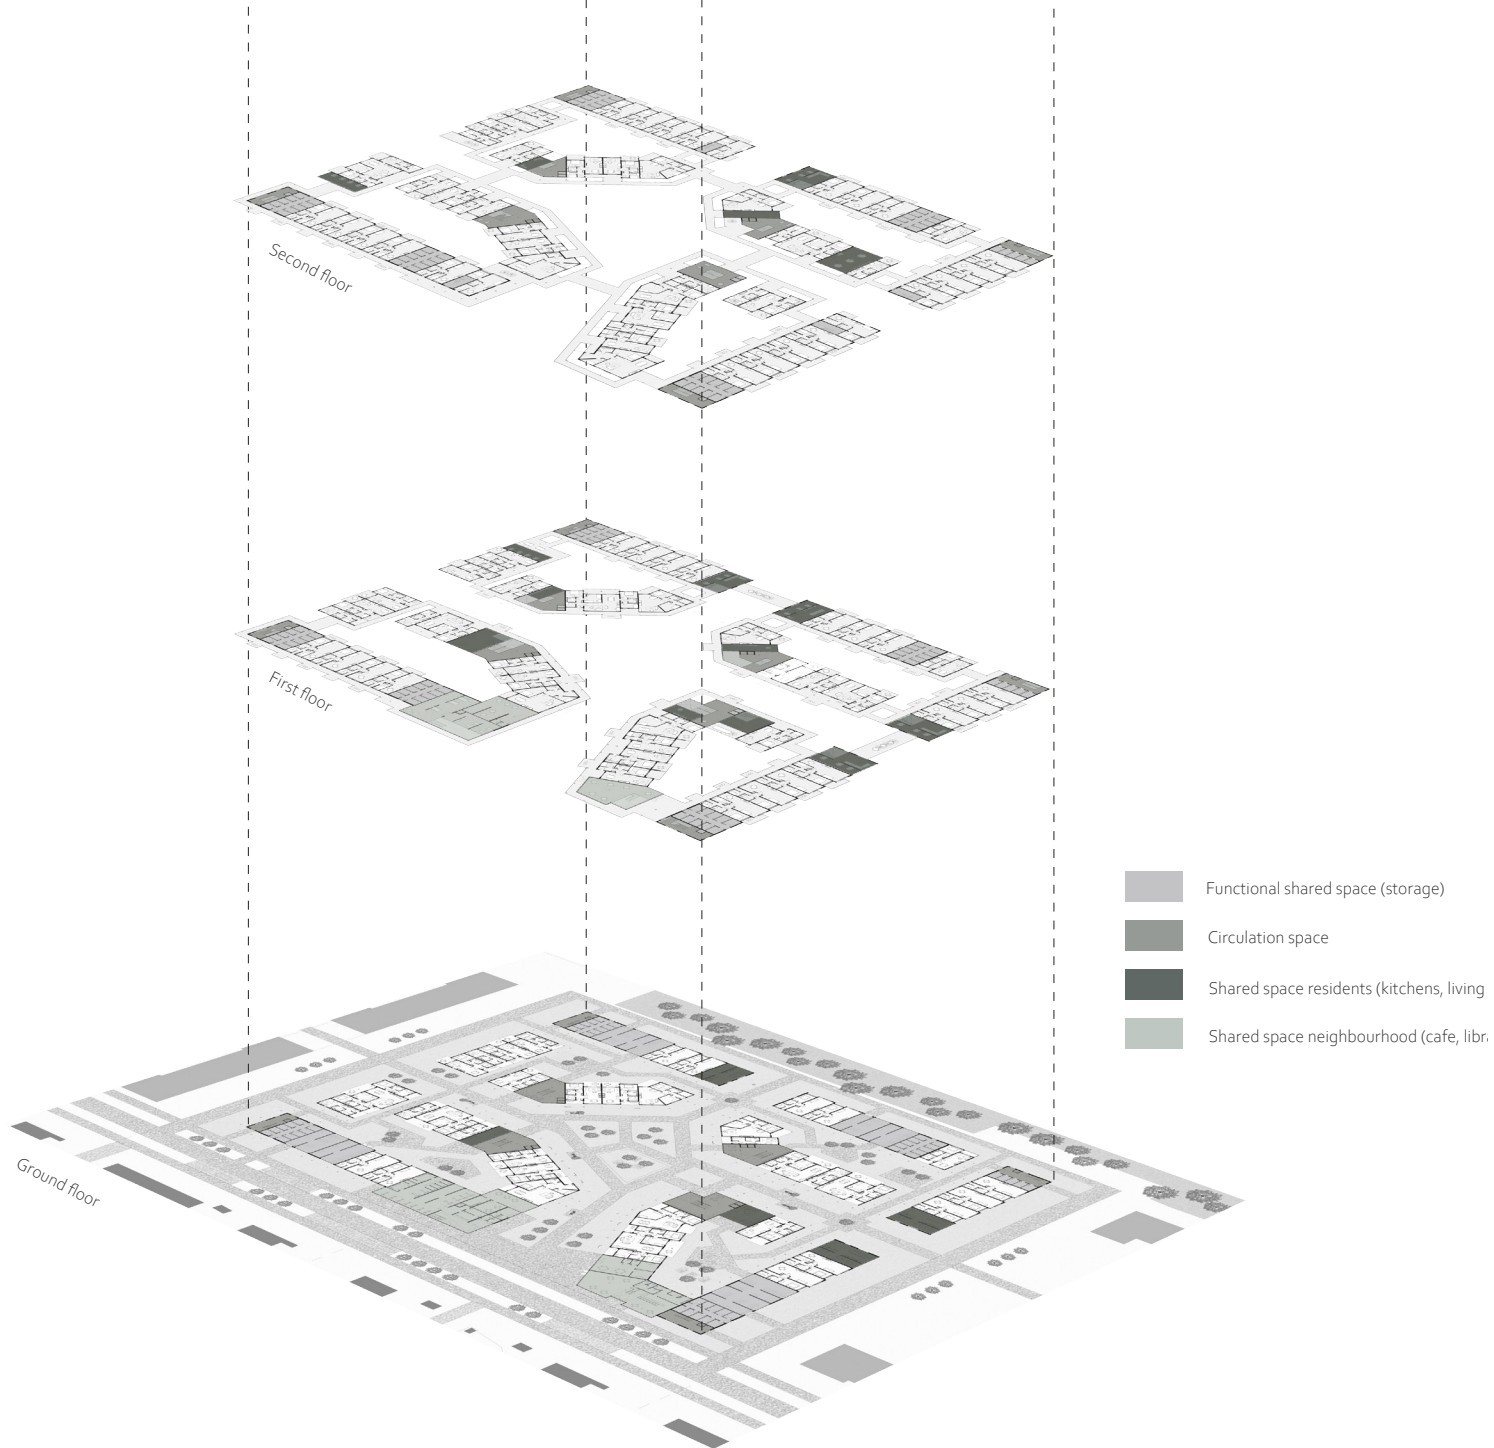 Second floor
First floor
Functional shared space (storage)
Circulation space
Shared space residents (kitchens, living
Shared space neighbourhood (cafe,
Ground floor